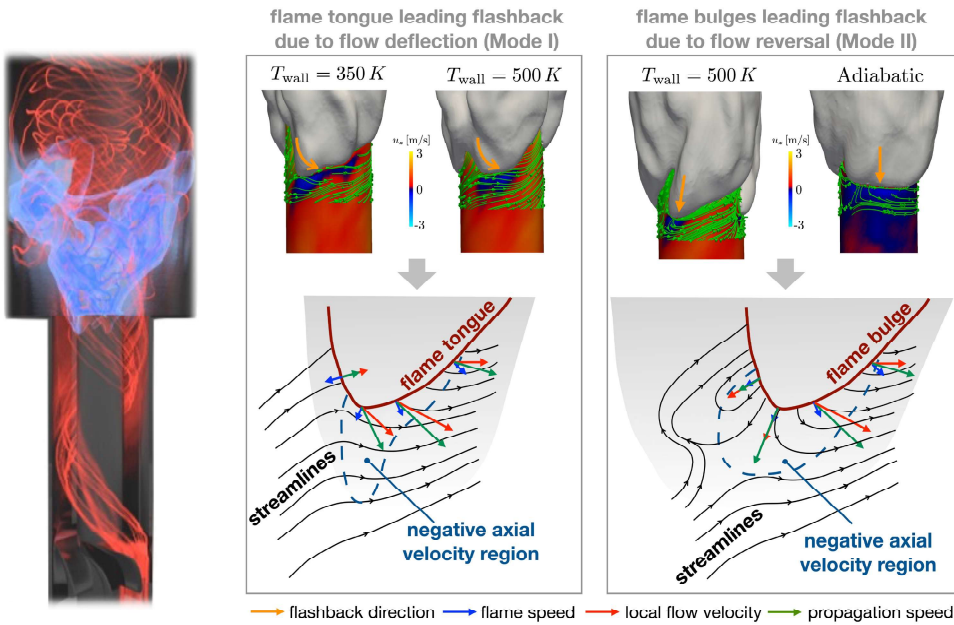 flame tongue leading flashback
due to flow deflection (Mode I)
flame bulges leading flashback
due to flow reversal (Mode II)
T_wall = 350 K
T_wall − 500 K
T_wall − 500 K
Adiabatic
u_x [m/s]
3
0
-3
u_x [m/s]
3
0
-3
flame tongue
streamlines
negative axial
velocity region
flame bulge
streamlines
negative axial
velocity region
flashback direction
flame speed
local flow velocity
propagation speed